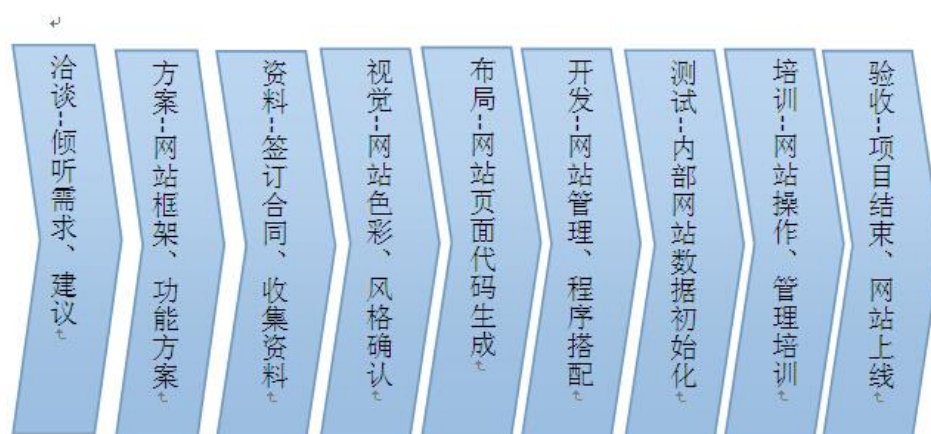 洽谈--倾听需求、建议
方案--网站框架、功能方案
资料--签订合同、收集资料
视觉--网站色彩、风格确认
布局--网站页面代码生成
开发--网站管理、程序搭配
测试--内部网站数据初始化
培训--网站操作、管理培训
验收--项目结束、网站上线